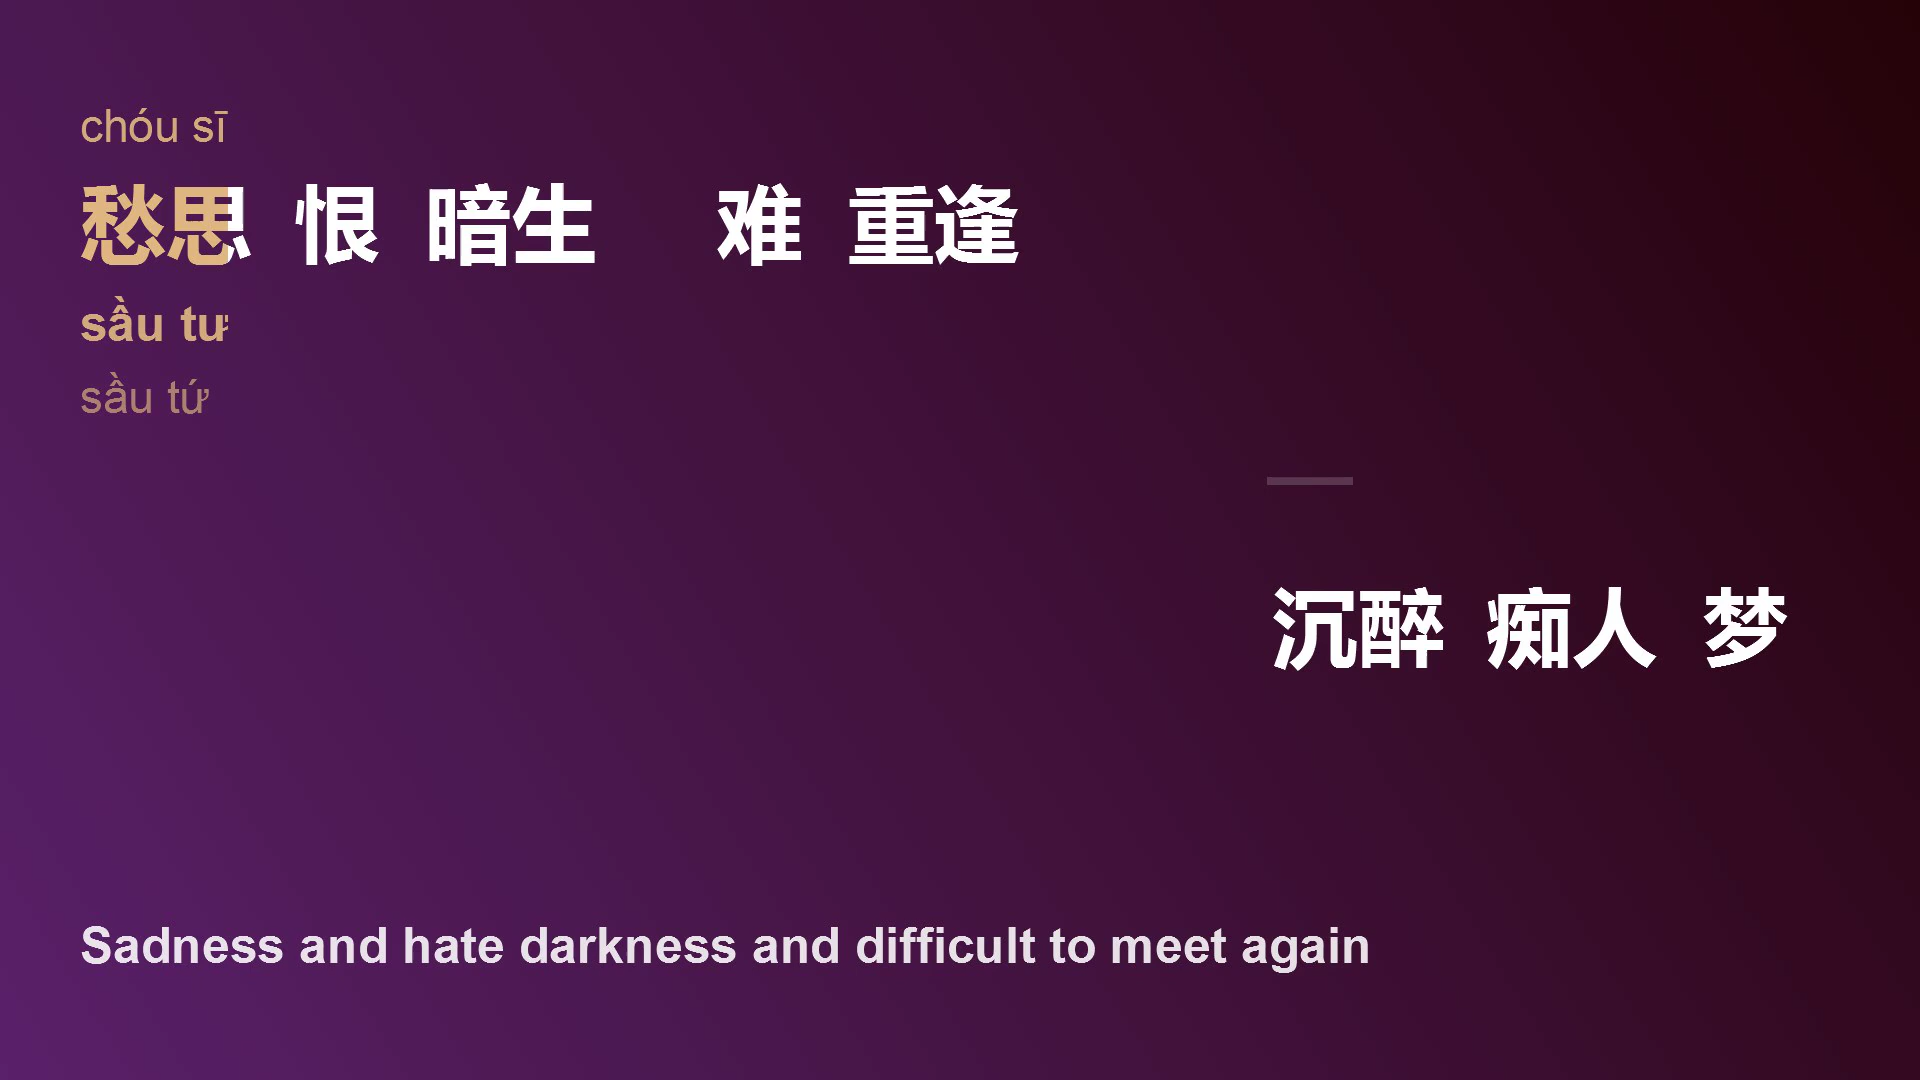 chóu sī
愁思 恨 暗生 难 重逢
sầu tư
sầu tứ
沉醉 痴人 梦
Sadness and hate darkness and difficult to meet again